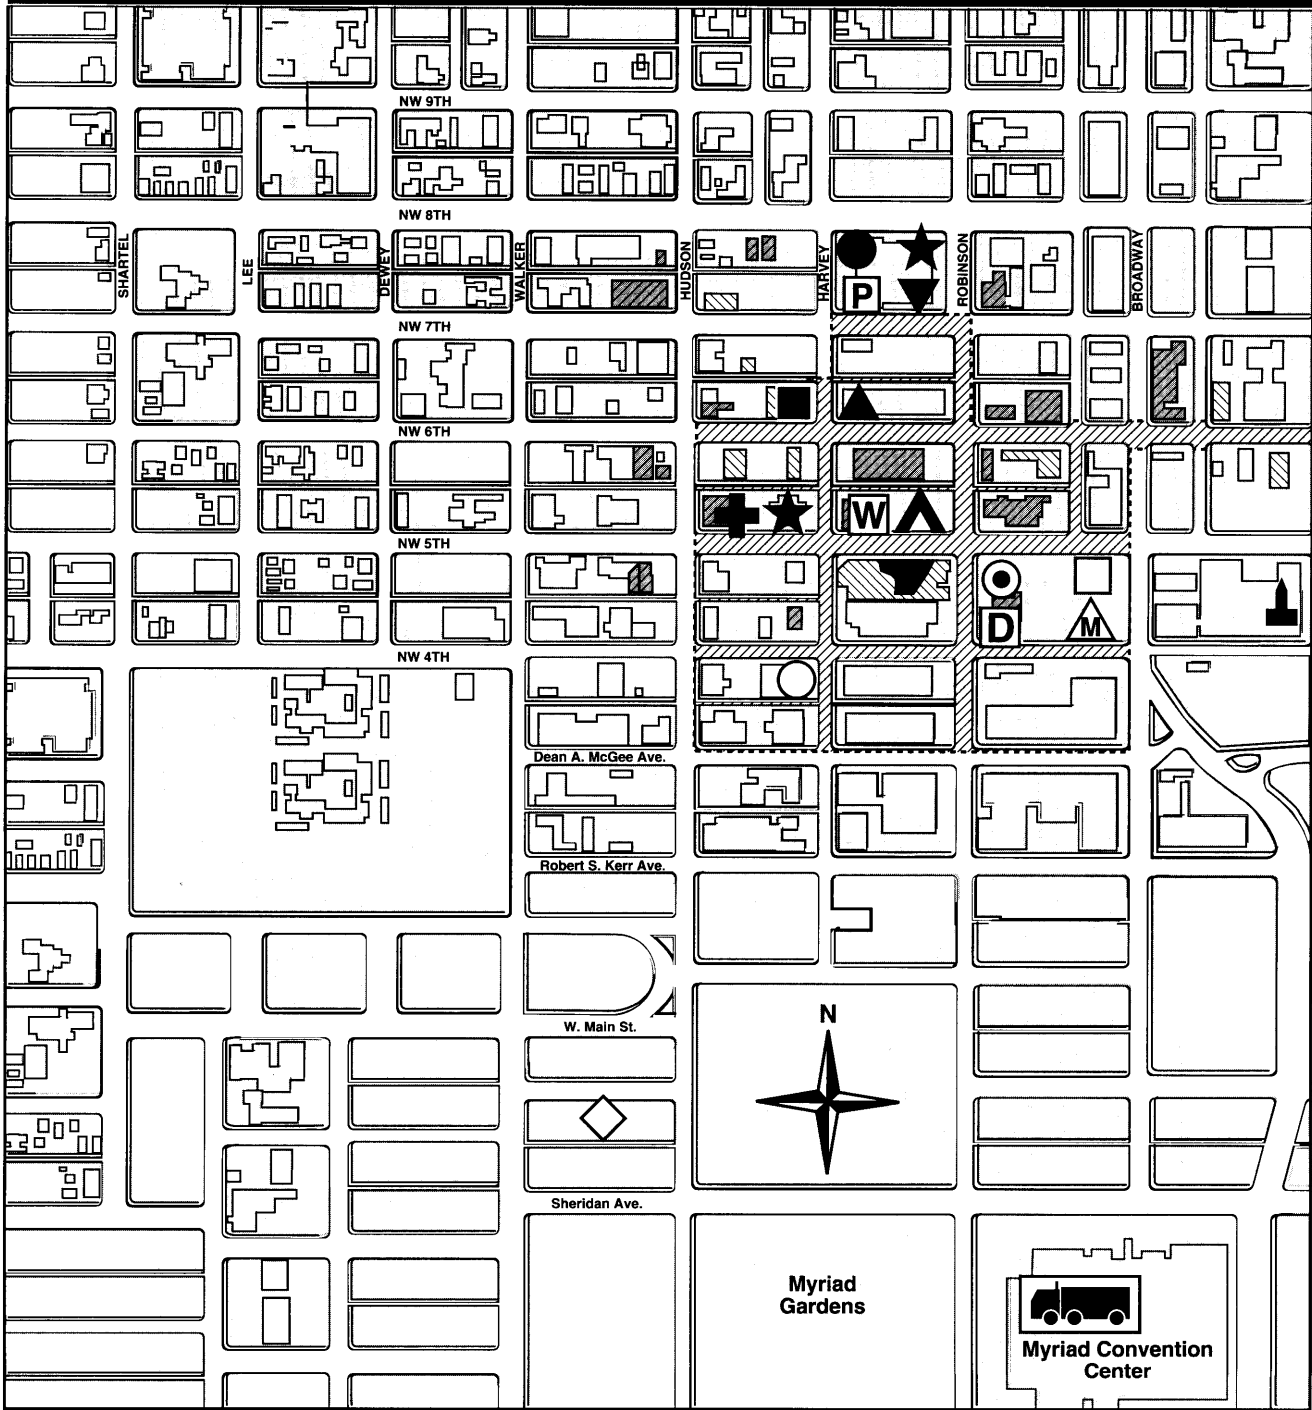 NW 9TH
NW 8TH
SHARTEL
LEE
DEWEY
WALKER
HUDSON
HARVEY
ROBINSON
BROADWAY
P
NW 7TH
NW 6TH
W
NW 5TH
D
M
NW 4TH
Dean A. McGee Ave.
Robert S. Kerr Ave.
N
W. Main St.
Sheridan Ave.
Myriad
Gardens
Myriad Convention
Center